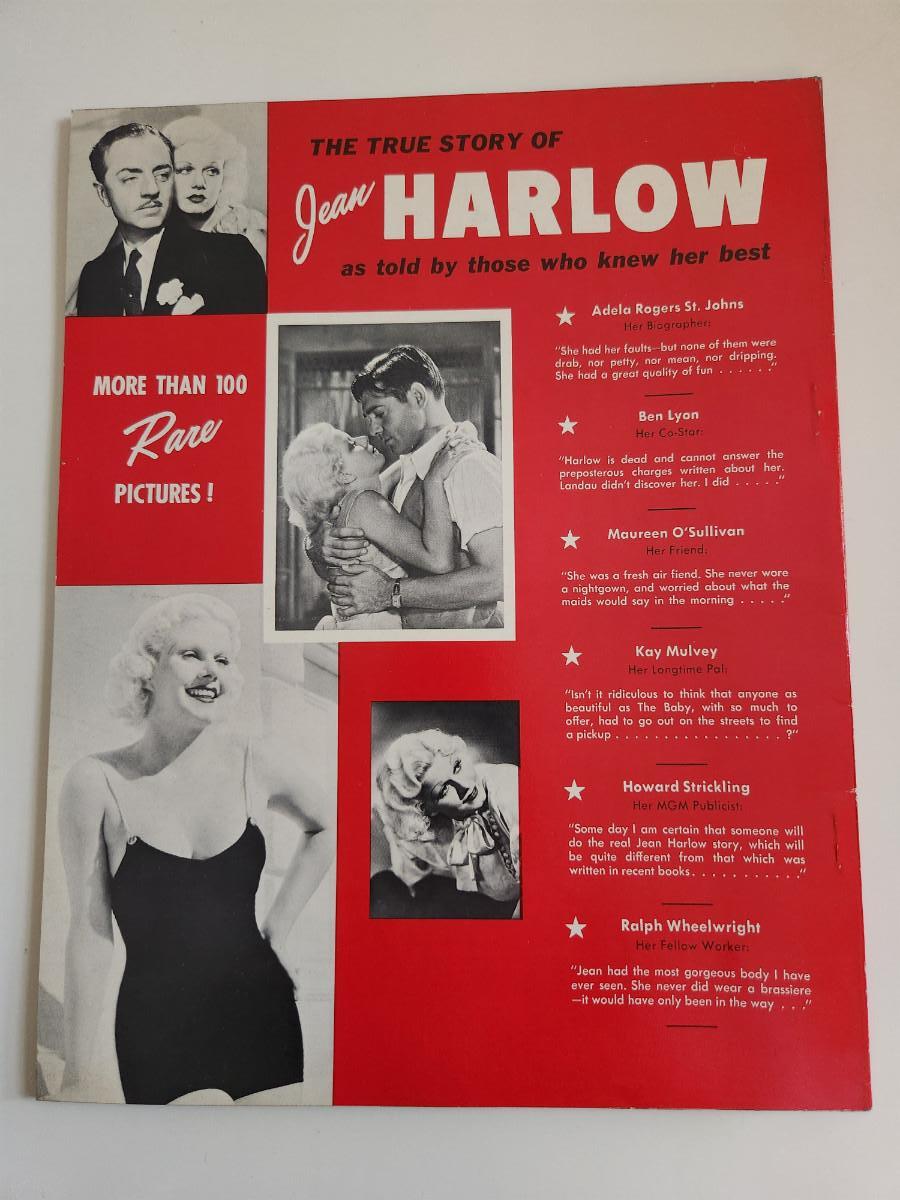 THE TRUE STORY OF
Jean HARLOW
as told by those who knew her best
MORE THAN 100
Rare
PICTURES!
Adela Rogers St. Johns
Her Biographer:
"She had her faults—but none of them were
drab, nor petty, nor mean, nor dripping.
She had a great quality of fun . . . . . ."
Ben Lyon
Her Co-Star:
"Harlow is dead and cannot answer the
preposterous charges written about her.
Landau didn't discover her. I did . . . . ."
Maureen O'Sullivan
Her Friend:
"She was a fresh air fiend. She never wore
a nightgown, and worried about what the
maids would say in the morning . . . . ."
Kay Mulvey
Her Longtime Pal:
"Isn't it ridiculous to think that anyone as
beautiful as The Baby, with so much to
offer, had to go out on the streets to find
a pickup . . . . . . . . . . . . . . . . . ?"
Howard Strickling
Her MGM Publicist:
"Some day I am certain that someone will
do the real Jean Harlow story, which will
be quite different from that which was
written in recent books. . . . . . . . . . . ."
Ralph Wheelwright
Her Fellow Worker:
"Jean had the most gorgeous body I have
ever seen. She never did wear a brassiere
—it would have only been in the way . . ."